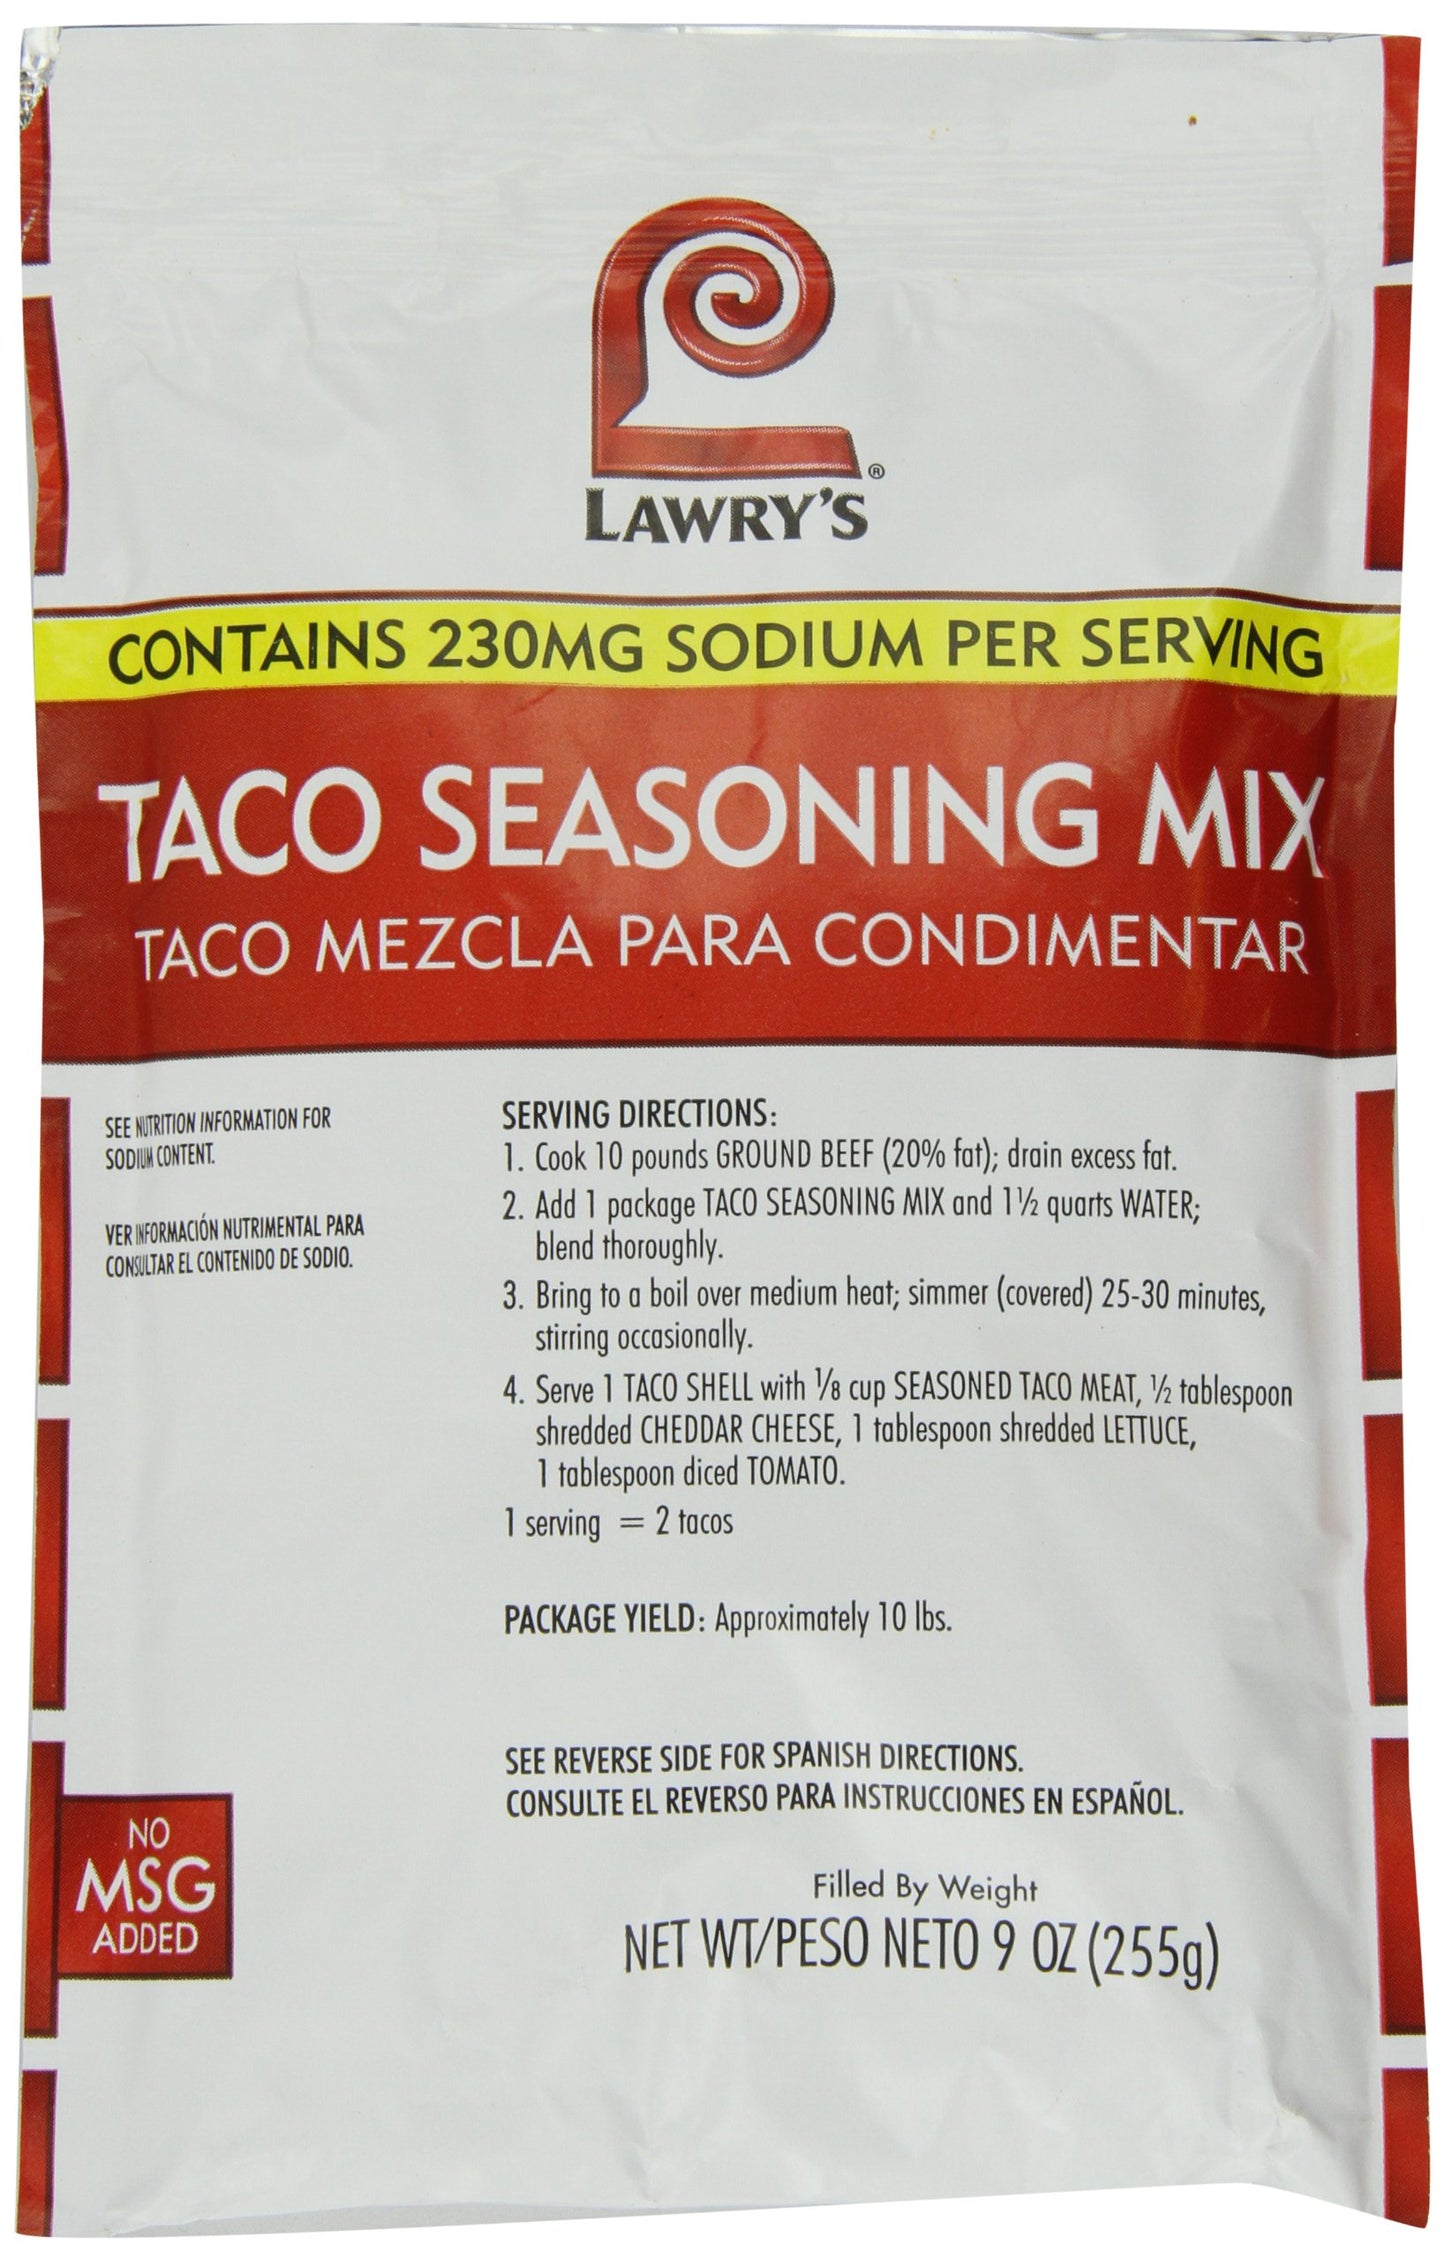 ®
LAWRY'S
CONTAINS 230MG SODIUM PER SERVING
TACO SEASONING MIX
TACO MEZCLA PARA CONDIMENTAR
SEE NUTRITION INFORMATION FOR
SODIUM CONTENT.
VER INFORMACIÓN NUTRIMENTAL PARA
CONSULTAR EL CONTENIDO DE SODIO.
SERVING DIRECTIONS:
1. Cook 10 pounds GROUND BEEF (20% fat); drain excess fat.
2. Add 1 package TACO SEASONING MIX and 1½ quarts WATER;
blend thoroughly.
3. Bring to a boil over medium heat; simmer (covered) 25-30 minutes,
stirring occasionally.
4. Serve 1 TACO SHELL with ⅛ cup SEASONED TACO MEAT, ½ tablespoon
shredded CHEDDAR CHEESE, 1 tablespoon shredded LETTUCE,
1 tablespoon diced TOMATO.
1 serving = 2 tacos
PACKAGE YIELD: Approximately 10 lbs.
SEE REVERSE SIDE FOR SPANISH DIRECTIONS.
CONSULTE EL REVERSO PARA INSTRUCCIONES EN ESPAÑOL.
NO
MSG
ADDED
Filled By Weight
NET WT/PESO NETO 9 OZ (255g)